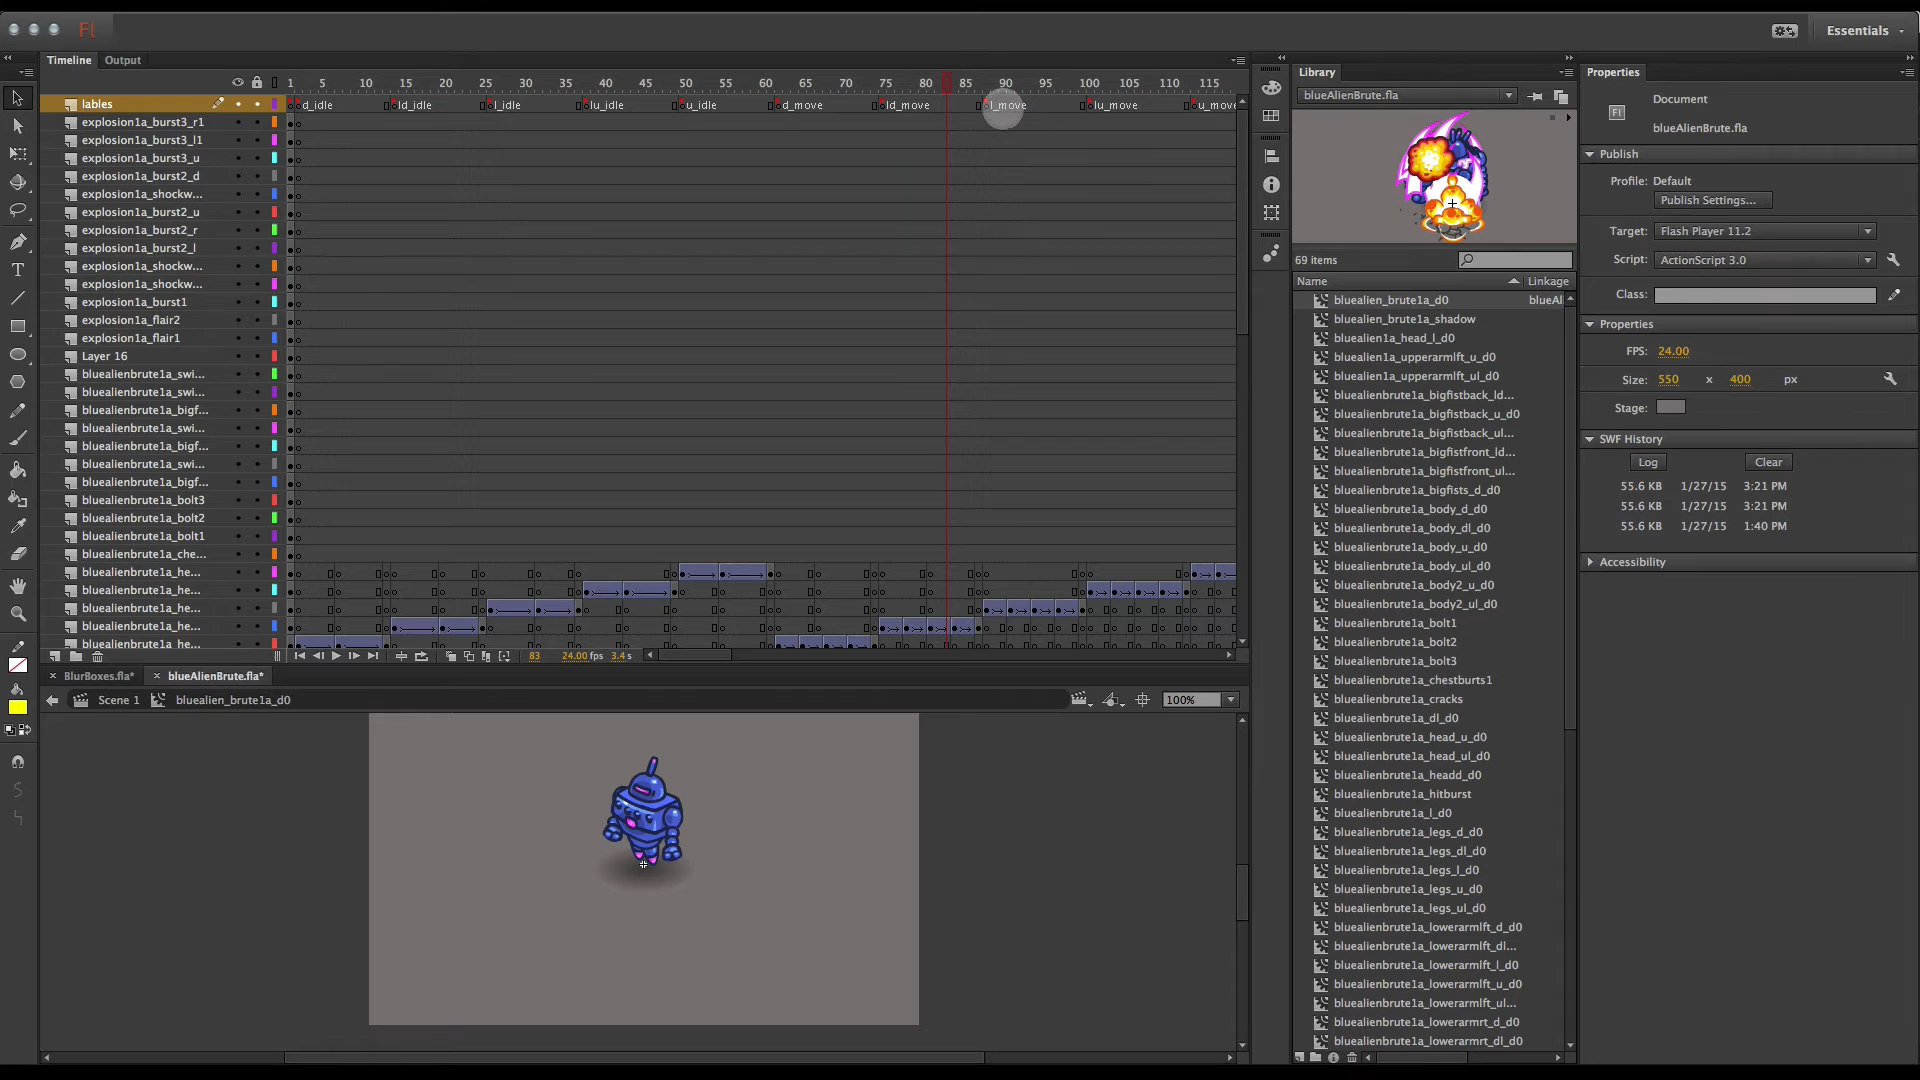 Fl
Essentials
Timeline
Output
1 5 10 15 20 25 30 35 40 45 50 55 60 65 70 75 80 85 90 95 100 105 110 115
lables
d_idle ld_idle l_idle lu_idle u_idle d_move ld_move l_move lu_move u_move
explosion1a_burst3_r1
explosion1a_burst3_l1
explosion1a_burst3_u
explosion1a_burst2_d
explosion1a_shockw...
explosion1a_burst2_u
explosion1a_burst2_r
explosion1a_burst2_l
explosion1a_shockw...
explosion1a_shockw...
explosion1a_burst1
explosion1a_flair2
explosion1a_flair1
Layer 16
bluealienbrute1a_swi...
bluealienbrute1a_swi...
bluealienbrute1a_bigf...
bluealienbrute1a_swi...
bluealienbrute1a_bigf...
bluealienbrute1a_swi...
bluealienbrute1a_bigf...
bluealienbrute1a_bolt3
bluealienbrute1a_bolt2
bluealienbrute1a_bolt1
bluealienbrute1a_che...
bluealienbrute1a_he...
bluealienbrute1a_he...
bluealienbrute1a_he...
bluealienbrute1a_he...
bluealienbrute1a_he...
83 24.00 fps 3.4 s
BlurBoxes.fla*
blueAlienBrute.fla*
Scene 1
bluealien_brute1a_d0
100%
Library
blueAlienBrute.fla
69 items
Name
Linkage
bluealien_brute1a_d0
blueAl
bluealien_brute1a_shadow
bluealien1a_head_l_d0
bluealien1a_upperarmlft_u_d0
bluealien1a_upperarmlft_ul_d0
bluealienbrute1a_bigfistback_ld...
bluealienbrute1a_bigfistback_u_d0
bluealienbrute1a_bigfistback_ul...
bluealienbrute1a_bigfistfront_ld...
bluealienbrute1a_bigfistfront_ul...
bluealienbrute1a_bigfists_d_d0
bluealienbrute1a_body_d_d0
bluealienbrute1a_body_dl_d0
bluealienbrute1a_body_u_d0
bluealienbrute1a_body_ul_d0
bluealienbrute1a_body2_u_d0
bluealienbrute1a_body2_ul_d0
bluealienbrute1a_bolt1
bluealienbrute1a_bolt2
bluealienbrute1a_bolt3
bluealienbrute1a_chestburts1
bluealienbrute1a_cracks
bluealienbrute1a_dl_d0
bluealienbrute1a_head_u_d0
bluealienbrute1a_head_ul_d0
bluealienbrute1a_headd_d0
bluealienbrute1a_hitburst
bluealienbrute1a_l_d0
bluealienbrute1a_legs_d_d0
bluealienbrute1a_legs_dl_d0
bluealienbrute1a_legs_l_d0
bluealienbrute1a_legs_u_d0
bluealienbrute1a_legs_ul_d0
bluealienbrute1a_lowerarmlft_d_d0
bluealienbrute1a_lowerarmlft_dl...
bluealienbrute1a_lowerarmlft_l_d0
bluealienbrute1a_lowerarmlft_u_d0
bluealienbrute1a_lowerarmlft_ul...
bluealienbrute1a_lowerarmrt_d_d0
bluealienbrute1a_lowerarmrt_dl_d0
Properties
Fl
Document
blueAlienBrute.fla
Publish
Profile: Default
Publish Settings...
Target: Flash Player 11.2
Script: ActionScript 3.0
Class:
Properties
FPS: 24.00
Size: 550 x 400 px
Stage:
SWF History
Log Clear
55.6 KB 1/27/15 3:21 PM
55.6 KB 1/27/15 3:21 PM
55.6 KB 1/27/15 1:40 PM
Accessibility